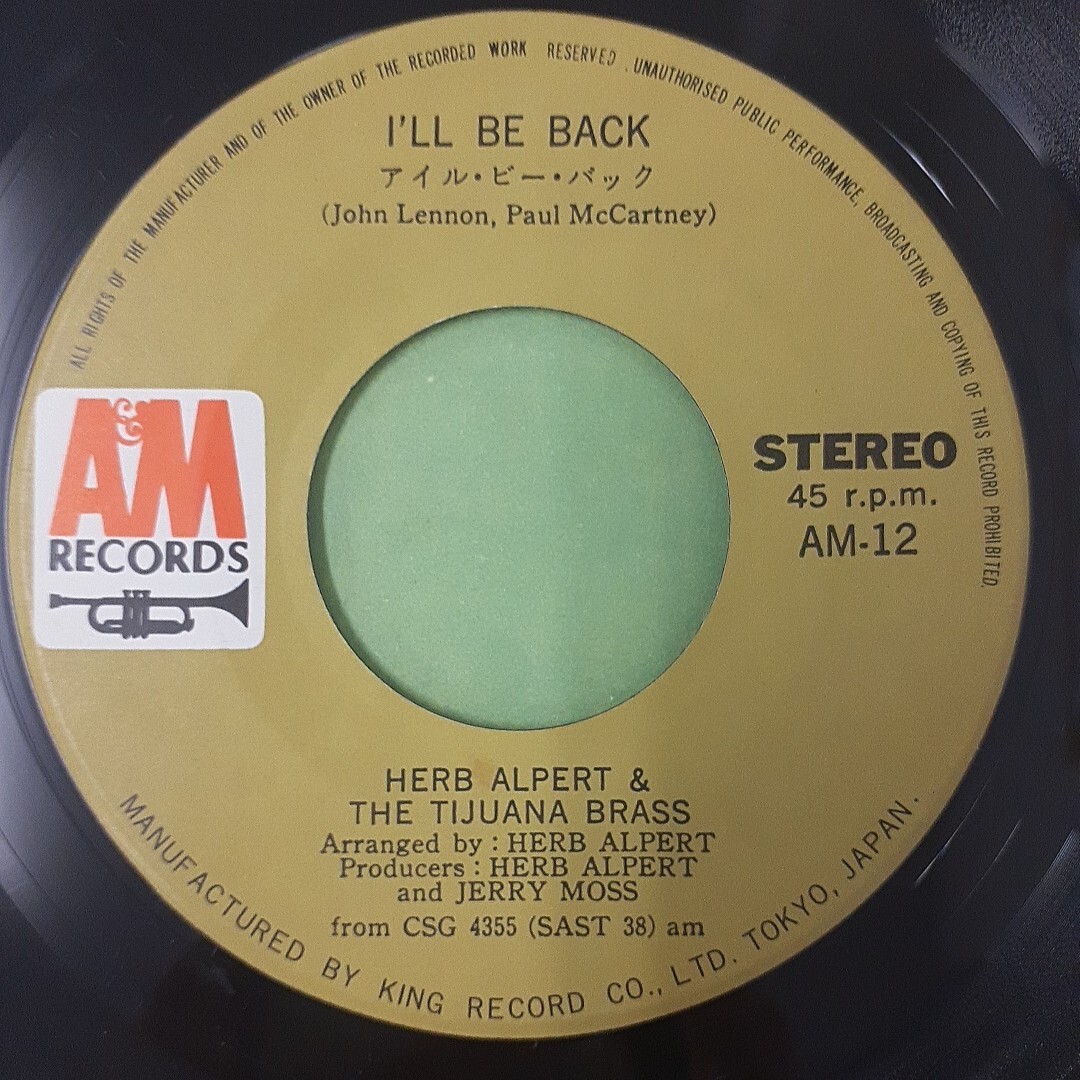 ALL RIGHTS OF THE MANUFACTURER AND OF THE OWNER OF THE RECORDED WORK RESERVED. UNAUTHORISED PUBLIC PERFORMANCE, BROADCASTING AND COPYING OF THIS RECORD PROHIBITED.
I'LL BE BACK
アイル・ビー・バック
(John Lennon, Paul McCartney)
A&M
RECORDS
STEREO
45 r.p.m.
AM-12
HERB ALPERT &
THE TIJUANA BRASS
Arranged by : HERB ALPERT
Producers : HERB ALPERT
and JERRY MOSS
from CSG 4355 (SAST 38) am
MANUFACTURED BY KING RECORD CO., LTD. TOKYO, JAPAN.